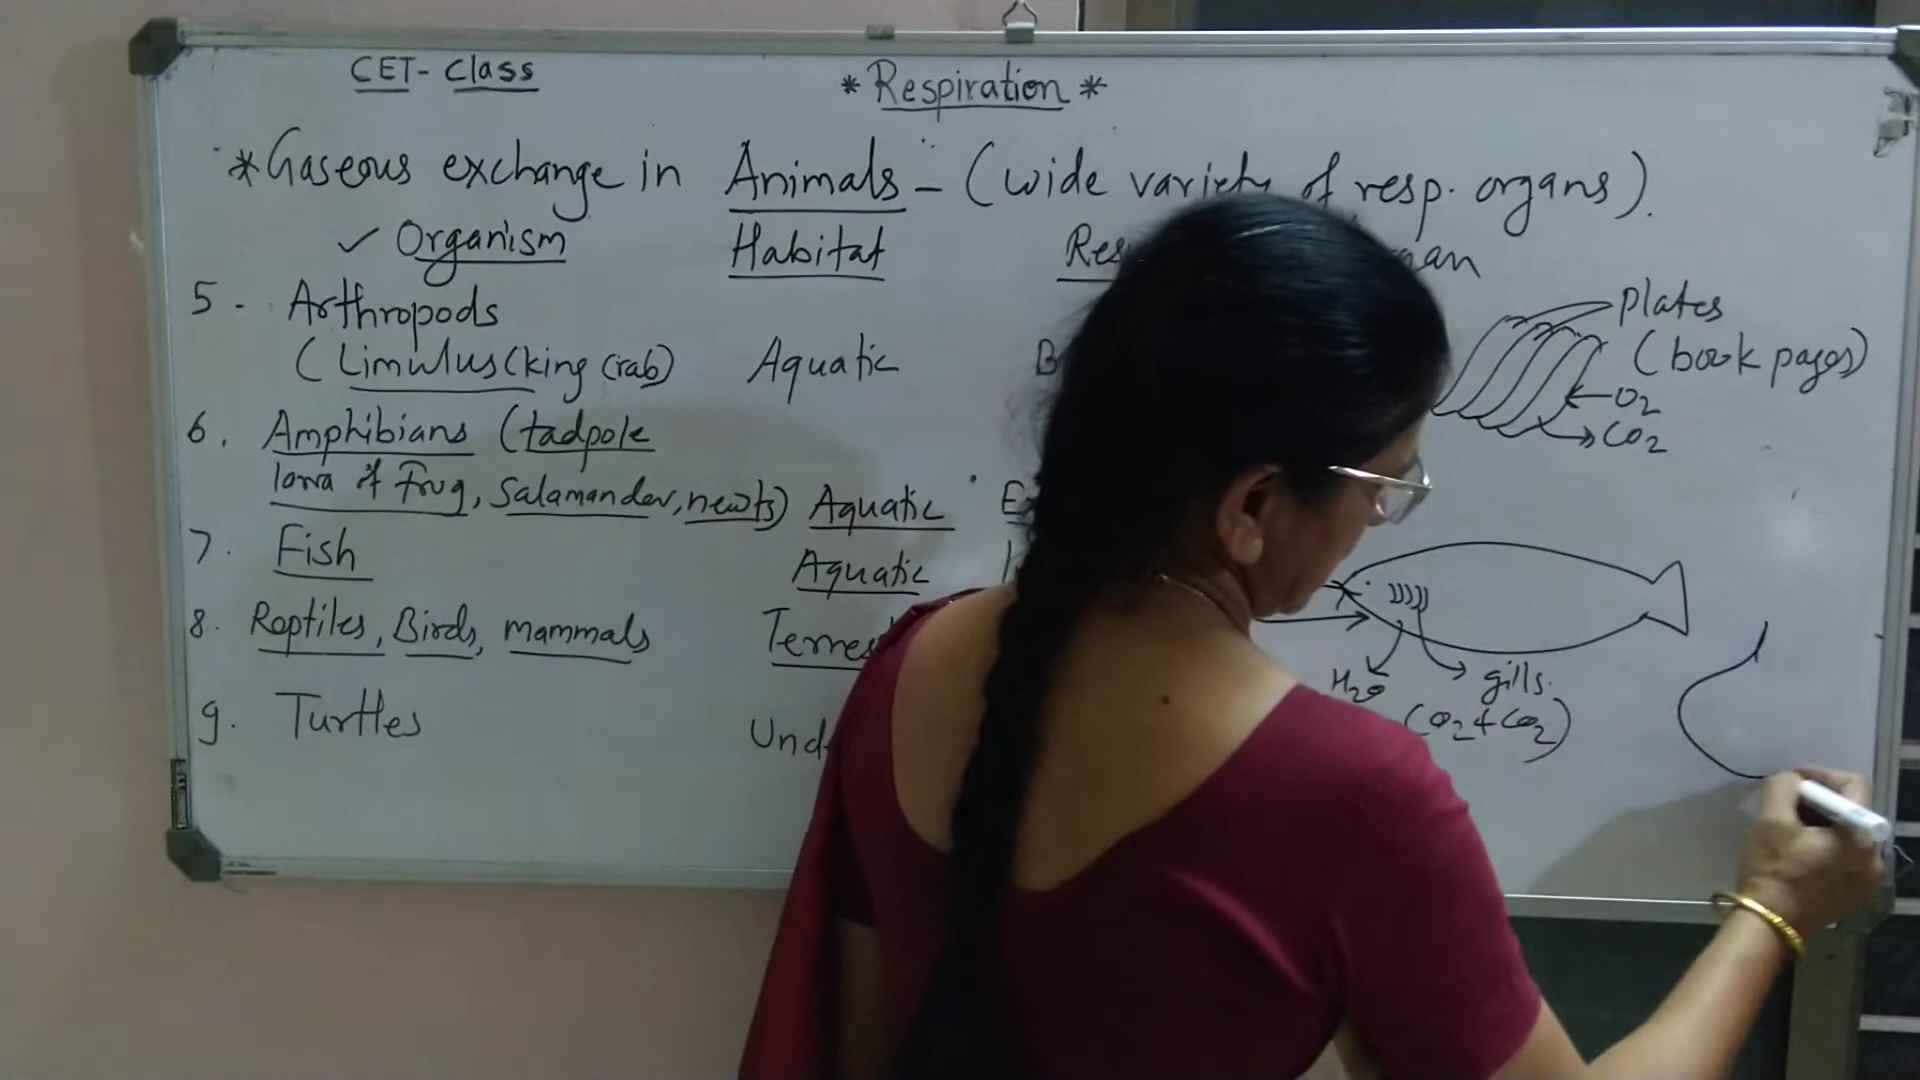 CET- Class
* Respiration *
* Gaseous exchange in Animals - (wide variety of resp. organs).
✓ Organism Habitat
5 - Arthropods
(Limulus (king crab) Aquatic
plates
(book pages)
O2
CO2
6. Amphibians (tadpole
larva of Frog, Salamander, newts) Aquatic
7. Fish Aquatic
8. Reptiles, Birds, mammals
H2O gills.
(O2 + CO2)
9. Turtles